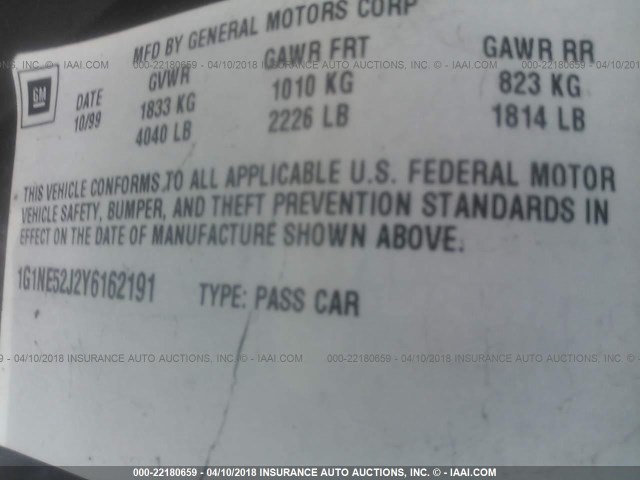 MFD BY GENERAL MOTORS CORP
GM
DATE GVWR GAWR FRT GAWR RR
10/99 1833 KG 1010 KG 823 KG
4040 LB 2226 LB 1814 LB
THIS VEHICLE CONFORMS TO ALL APPLICABLE U.S. FEDERAL MOTOR
VEHICLE SAFETY, BUMPER, AND THEFT PREVENTION STANDARDS IN
EFFECT ON THE DATE OF MANUFACTURE SHOWN ABOVE.
1G1NE52J2Y6162191 TYPE: PASS CAR
000-22180659 - 04/10/2018 INSURANCE AUTO AUCTIONS, INC. - © - IAAI.COM